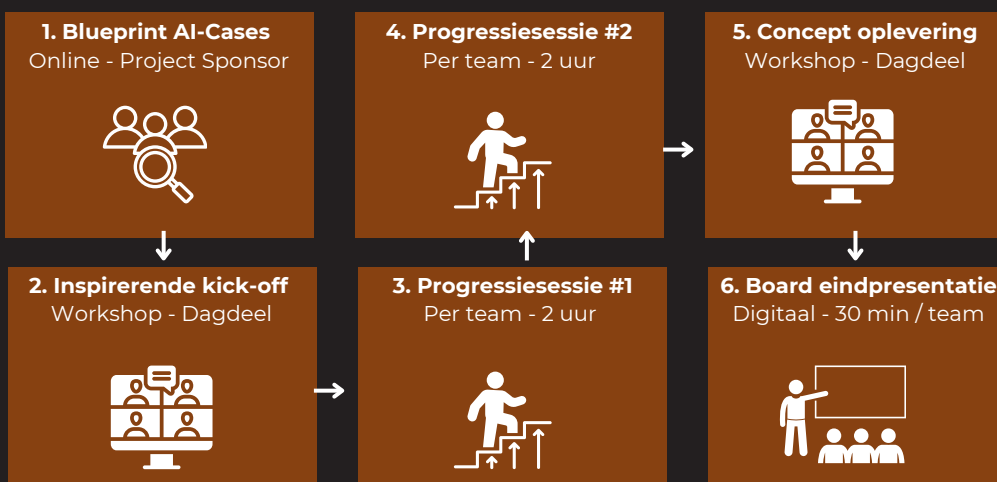 1. Blueprint AI-Cases
Online - Project Sponsor
2. Inspirerende kick-off
Workshop - Dagdeel
3. Progressiesessie #1
Per team - 2 uur
4. Progressiesessie #2
Per team - 2 uur
5. Concept oplevering
Workshop - Dagdeel
6. Board eindpresentatie
Digitaal - 30 min / team